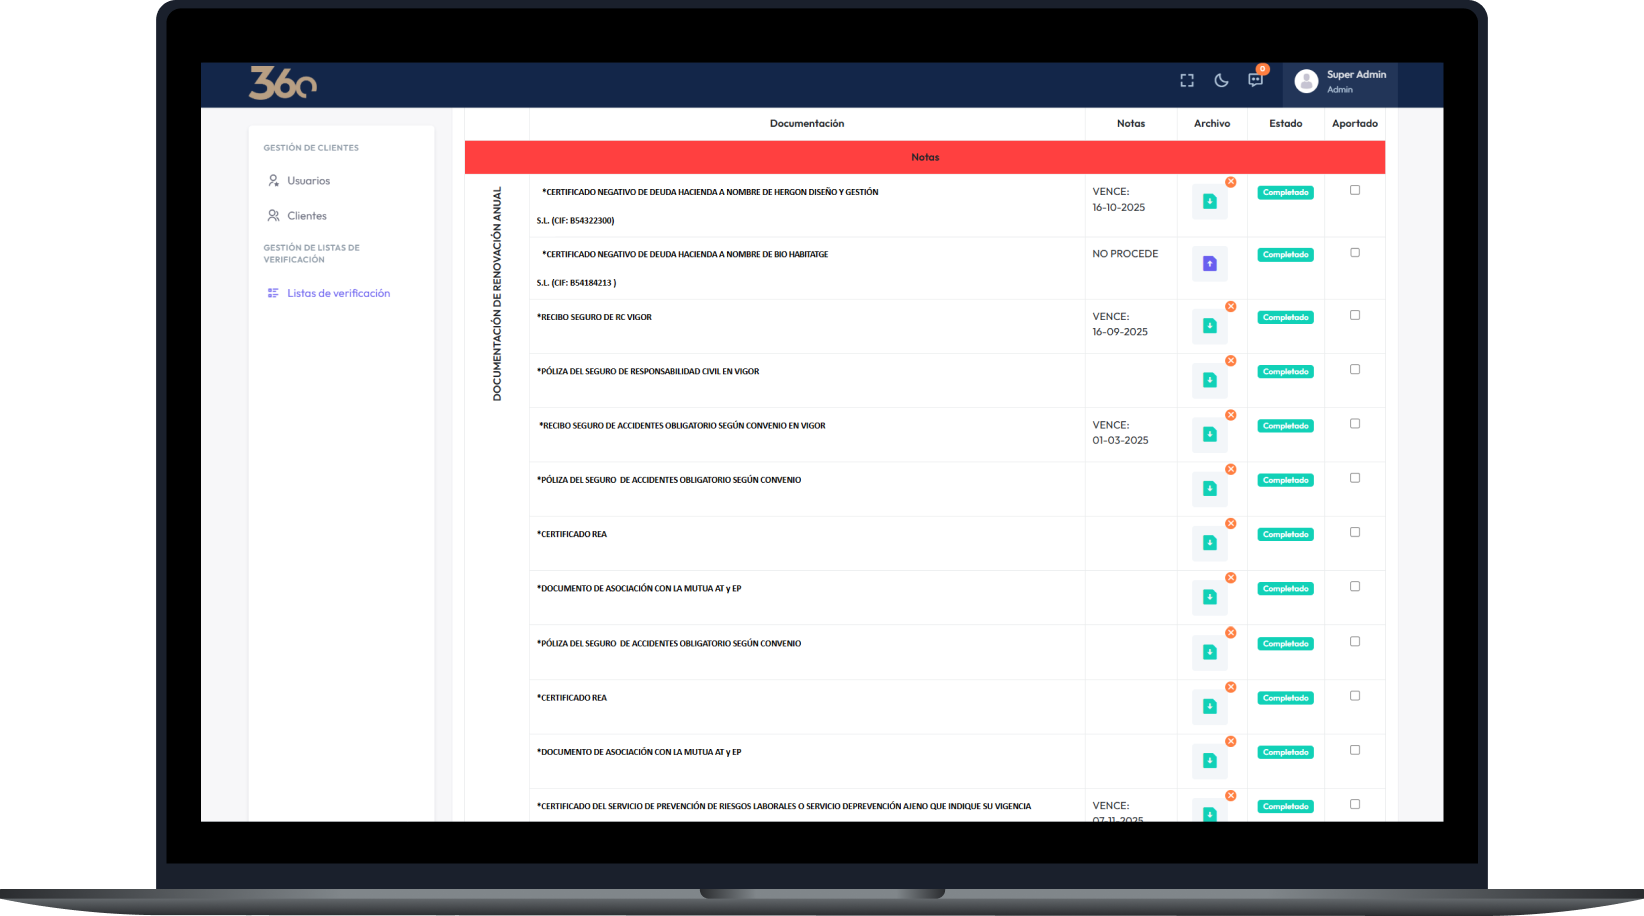 360
0
Super Admin
Admin
GESTIÓN DE CLIENTES
Usuarios
Clientes
GESTIÓN DE LISTAS DE
VERIFICACIÓN
Listas de verificación
Documentación Notas Archivo Estado Aportado
Notas
DOCUMENTACIÓN DE RENOVACIÓN ANUAL
*CERTIFICADO NEGATIVO DE DEUDA HACIENDA A NOMBRE DE HERGON DISEÑO Y GESTIÓN
S.L. (CIF: B54322300)
VENCE:
16-10-2025
Completado
*CERTIFICADO NEGATIVO DE DEUDA HACIENDA A NOMBRE DE BIO HABITATGE
S.L. (CIF: B54184213 )
NO PROCEDE
Completado
*RECIBO SEGURO DE RC VIGOR
VENCE:
16-09-2025
Completado
*PÓLIZA DEL SEGURO DE RESPONSABILIDAD CIVIL EN VIGOR
Completado
*RECIBO SEGURO DE ACCIDENTES OBLIGATORIO SEGÚN CONVENIO EN VIGOR
VENCE:
01-03-2025
Completado
*PÓLIZA DEL SEGURO DE ACCIDENTES OBLIGATORIO SEGÚN CONVENIO
Completado
*CERTIFICADO REA
Completado
*DOCUMENTO DE ASOCIACIÓN CON LA MUTUA AT y EP
Completado
*PÓLIZA DEL SEGURO DE ACCIDENTES OBLIGATORIO SEGÚN CONVENIO
Completado
*CERTIFICADO REA
Completado
*DOCUMENTO DE ASOCIACIÓN CON LA MUTUA AT y EP
Completado
*CERTIFICADO DEL SERVICIO DE PREVENCIÓN DE RIESGOS LABORALES O SERVICIO DEPREVENCIÓN AJENO QUE INDIQUE SU VIGENCIA
VENCE:
07-11-2025
Completado